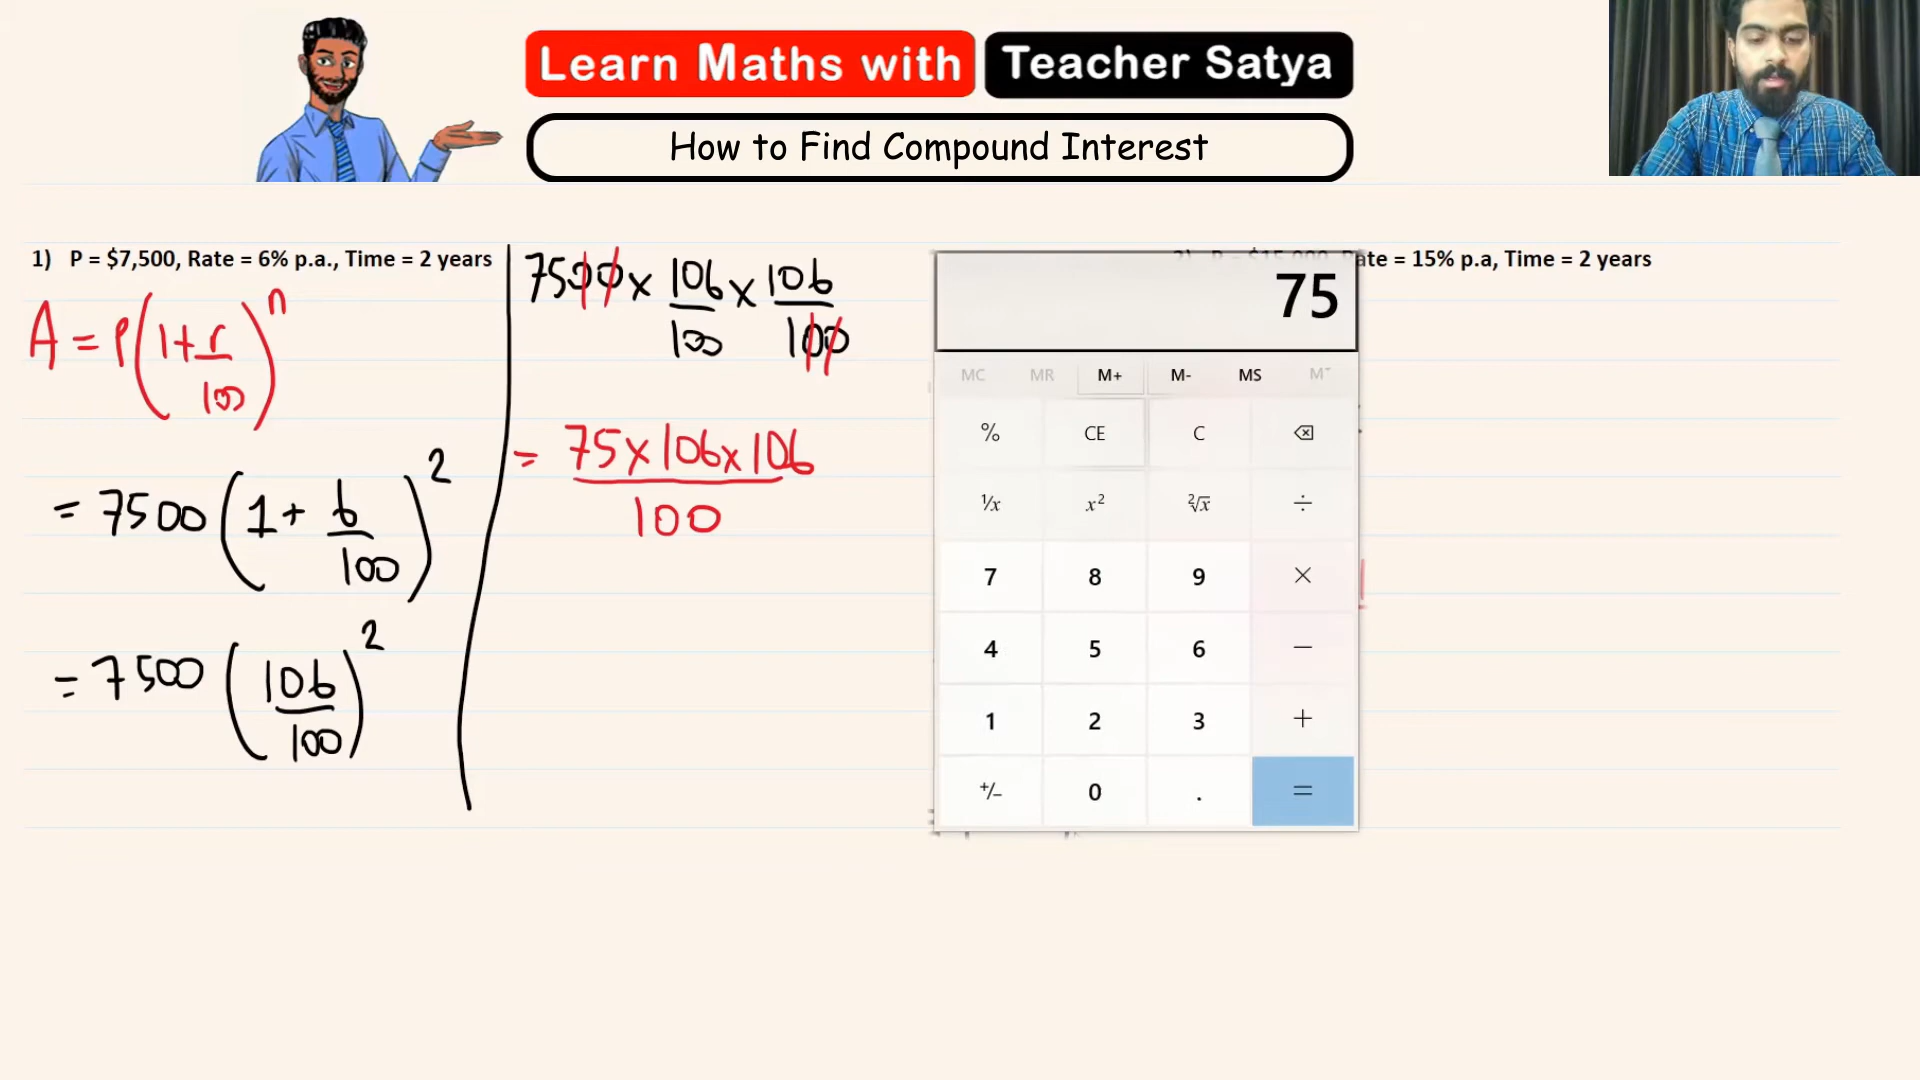 Learn Maths with Teacher Satya
How to Find Compound Interest
1) P = $7,500, Rate = 6% p.a., Time = 2 years
A = P(1 + r/100)^n
= 7500(1 + 6/100)^2
= 7500(106/100)^2
7500 x 106/100 x 106/100
= 75 x 106 x 106 / 100
75
MC MR M+ M- MS M˅
% CE C ⌫
1/x x² ²√x ÷
7 8 9 ×
4 5 6 −
1 2 3 +
+/− 0 . =
Rate = 15% p.a, Time = 2 years